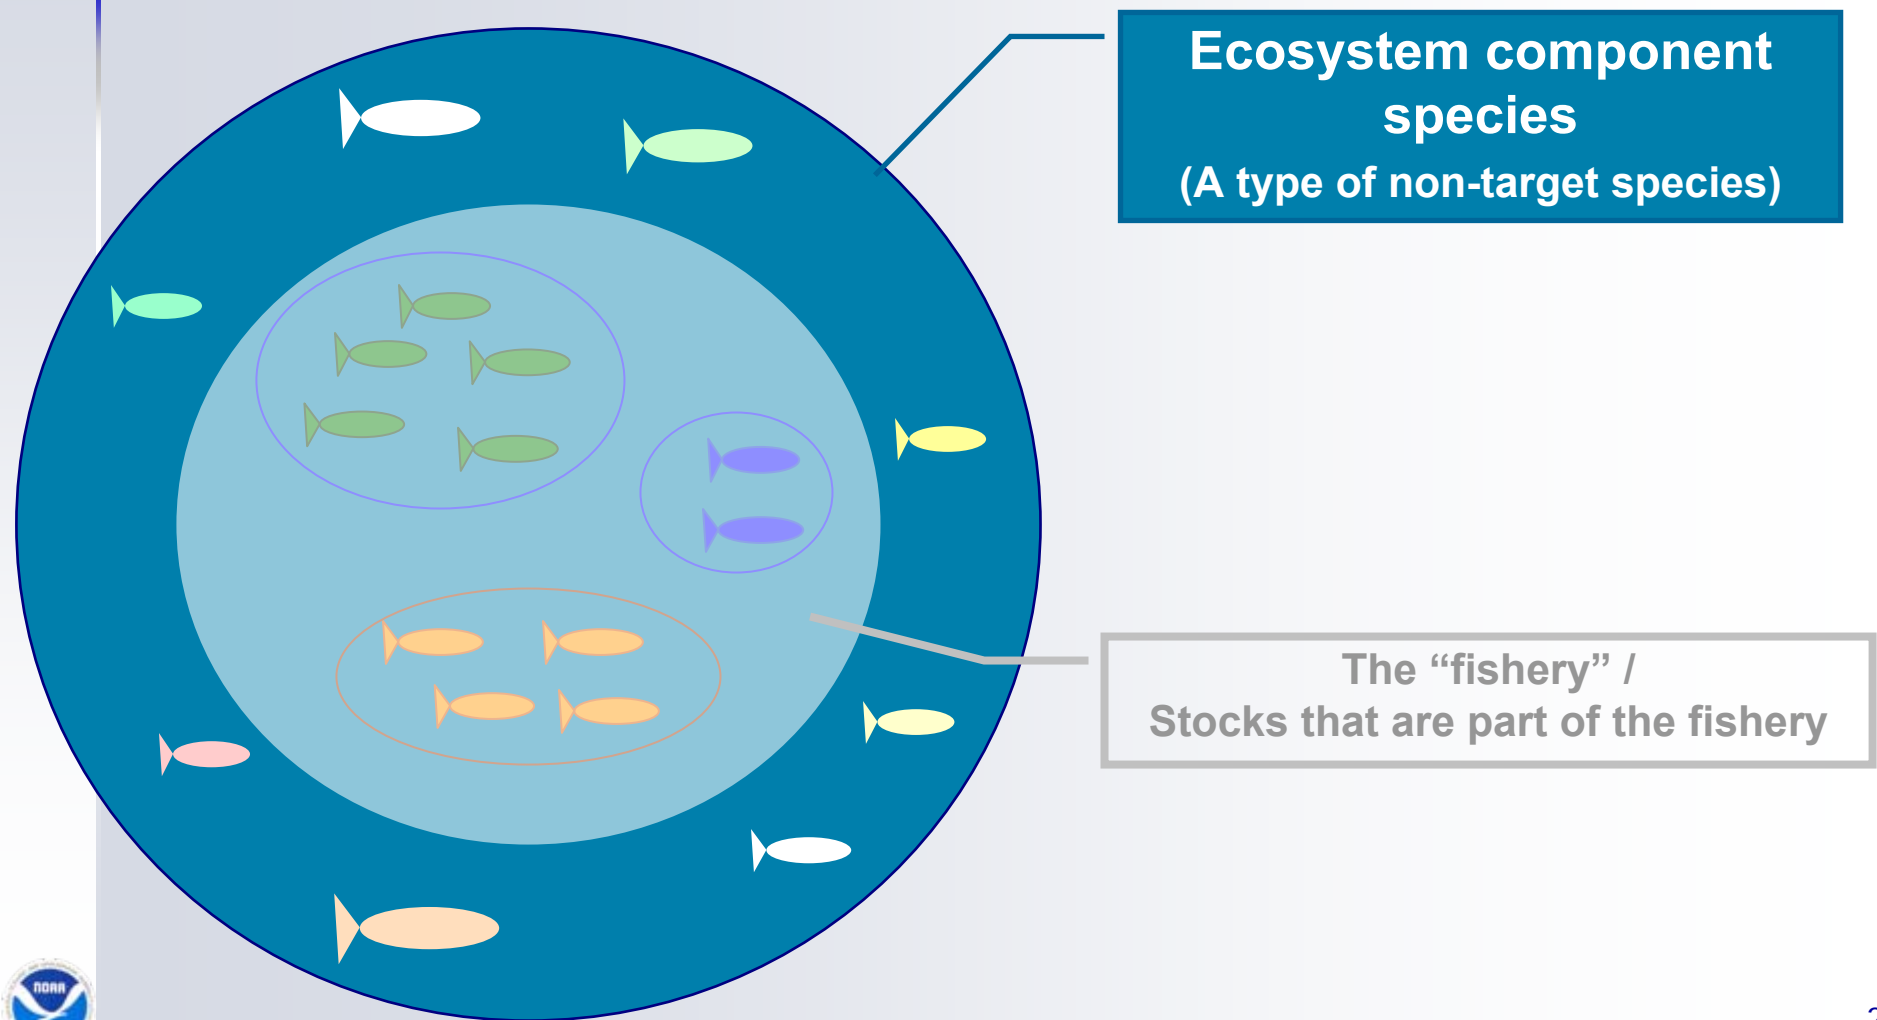 Ecosystem component
species
(A type of non-target species)
The “fishery” /
Stocks that are part of the fishery
NOAA